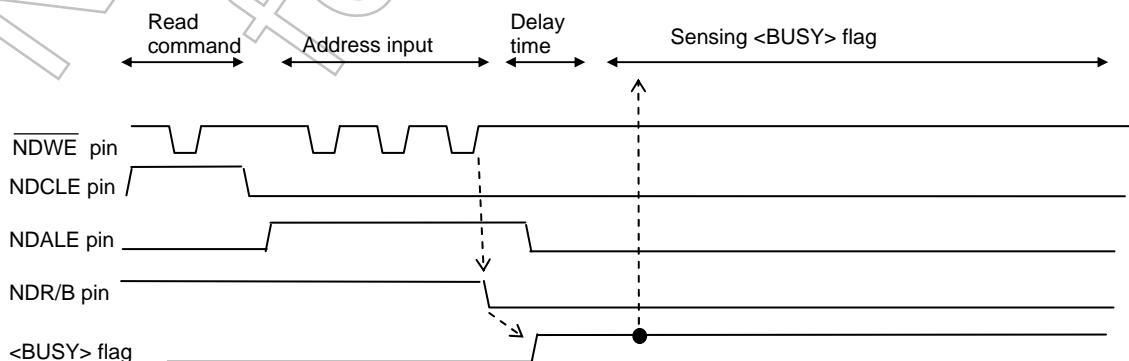 Read
command
Address input
Delay
time
Sensing <BUSY> flag
NDWE pin
NDCLE pin
NDALE pin
NDR/B pin
<BUSY> flag